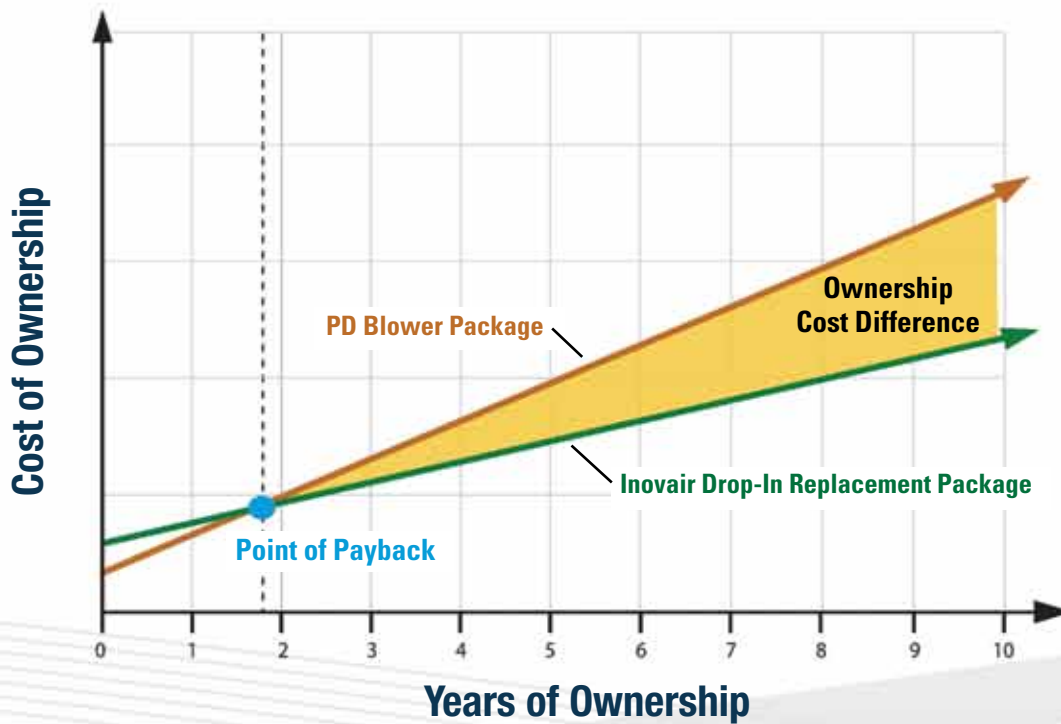 Cost of Ownership
Ownership
Cost Difference
PD Blower Package
Inovair Drop-In Replacement Package
Point of Payback
0 1 2 3 4 5 6 7 8 9 10
Years of Ownership